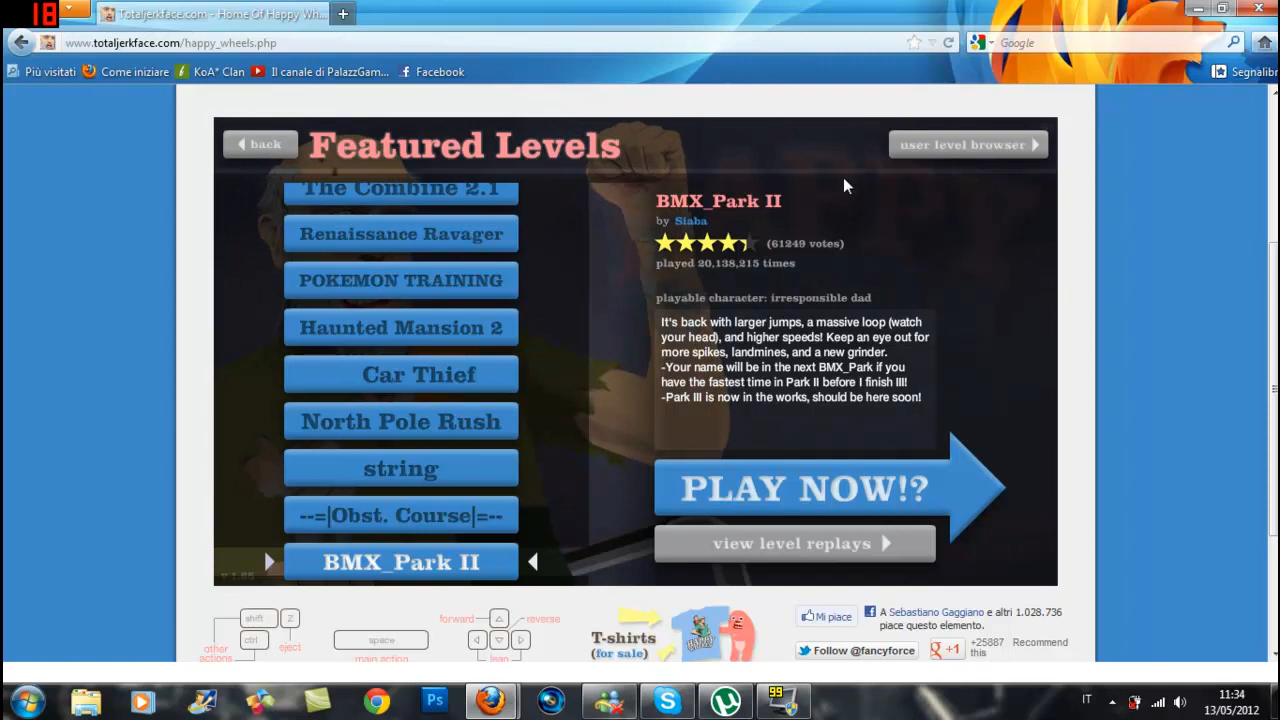 18
Totaljerkface.com - Home Of Happy Whe...
www.totaljerkface.com/happy_wheels.php
Google
Più visitati
Come iniziare
KoA* Clan
Il canale di PalazzGam...
Facebook
Segnalibr
back
Featured Levels
user level browser
The Combine 2.1
Renaissance Ravager
POKEMON TRAINING
Haunted Mansion 2
Car Thief
North Pole Rush
string
--=|Obst. Course|=--
BMX_Park II
BMX_Park II
by Siaba
(61249 votes)
played 20,138,215 times
playable character: irresponsible dad
It's back with larger jumps, a massive loop (watch
your head), and higher speeds! Keep an eye out for
more spikes, landmines, and a new grinder.
-Your name will be in the next BMX_Park if you
have the fastest time in Park II before I finish III!
-Park III is now in the works, should be here soon!
PLAY NOW!?
view level replays
shift
Z
ctrl
eject
other
actions
space
main action
forward
reverse
lean
T-shirts
(for sale)
Mi piace
A Sebastiano Gaggiano e altri 1.028.736
piace questo elemento.
Follow @fancyforce
+1
+25887 Recommend
this
Ps
99
IT
11:34
13/05/2012